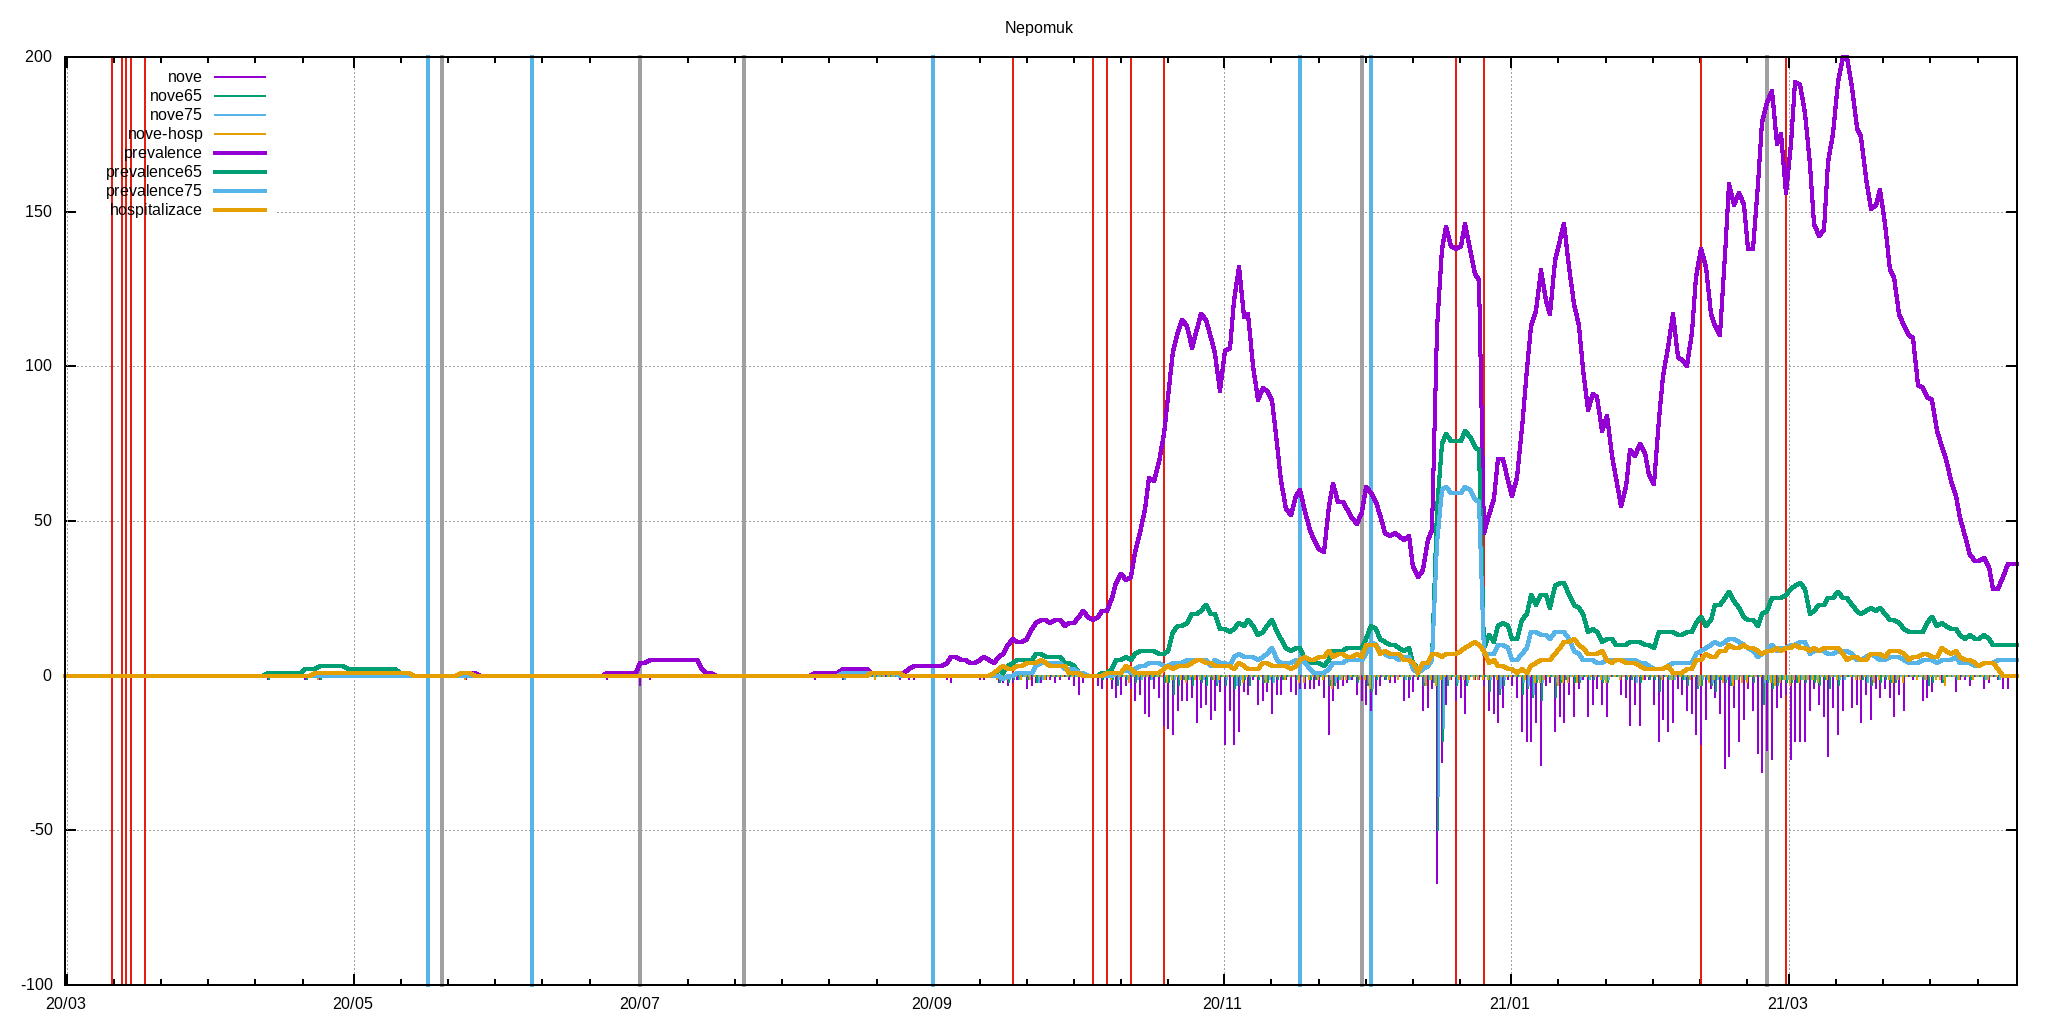 Nepomuk
200
nove
nove65
nove75
nove-hosp
prevalence
prevalence65
prevalence75
hospitalizace
150
100
50
0
-50
-100
20/03 20/05 20/07 20/09 20/11 21/01 21/03